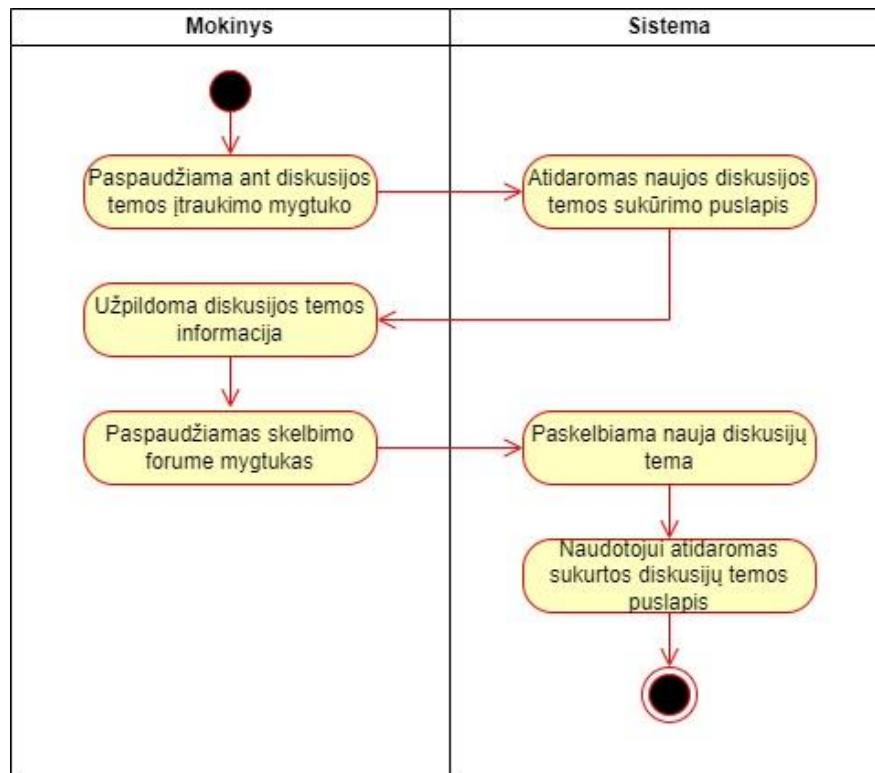 Mokinys
Sistema
Paspaudžiama ant diskusijos
temos įtraukimo mygtuko
Atidaromas naujos diskusijos
temos sukūrimo puslapis
Užpildoma diskusijos temos
informacija
Paspaudžiamas skelbimo
forume mygtukas
Paskelbiama nauja diskusijų
tema
Naudotojui atidaromas
sukurtos diskusijų temos
puslapis